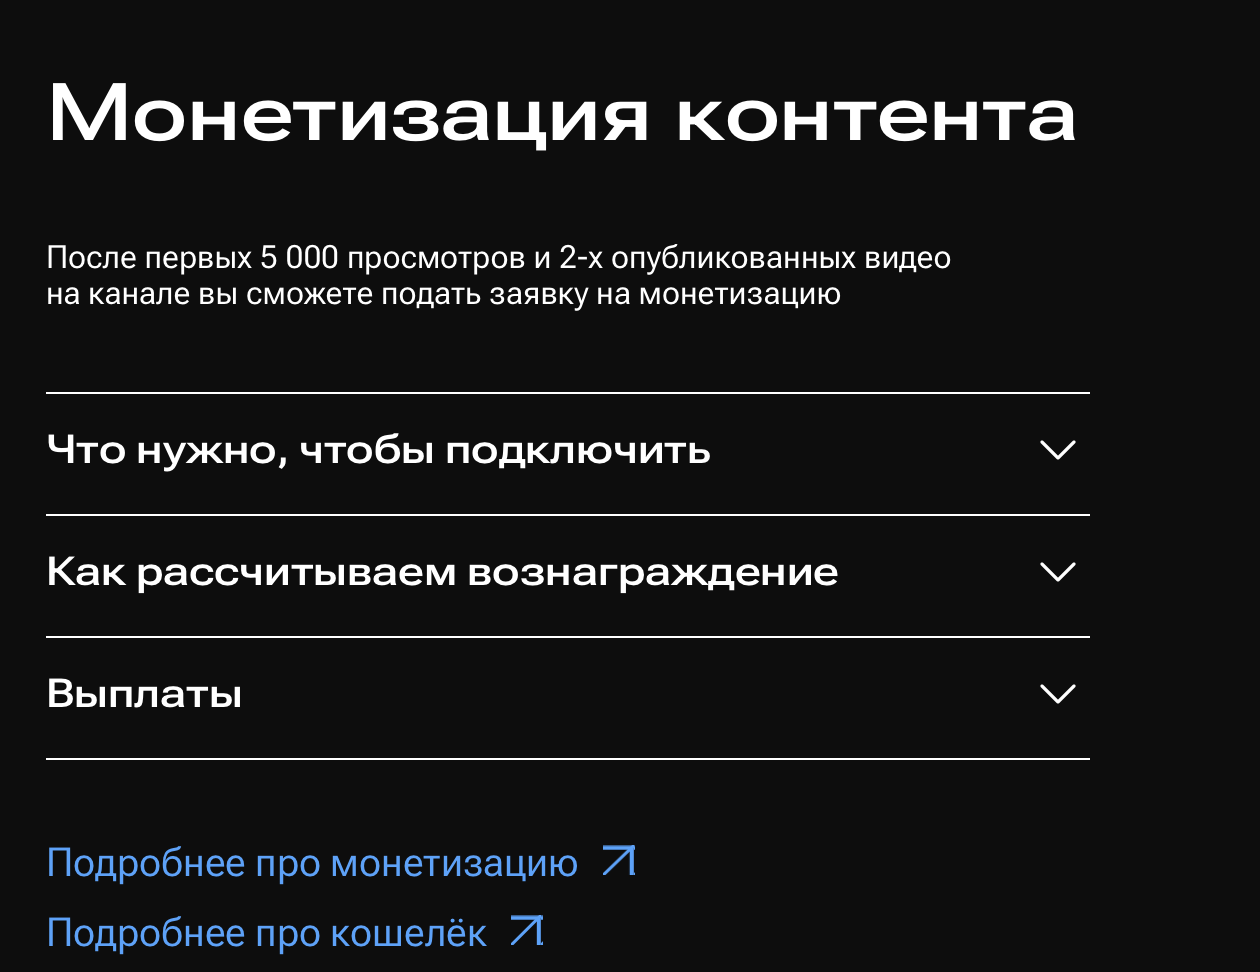 Монетизация контента
После первых 5 000 просмотров и 2-х опубликованных видео
на канале вы сможете подать заявку на монетизацию
Что нужно, чтобы подключить
Как рассчитываем вознаграждение
Выплаты
Подробнее про монетизацию
Подробнее про кошелёк